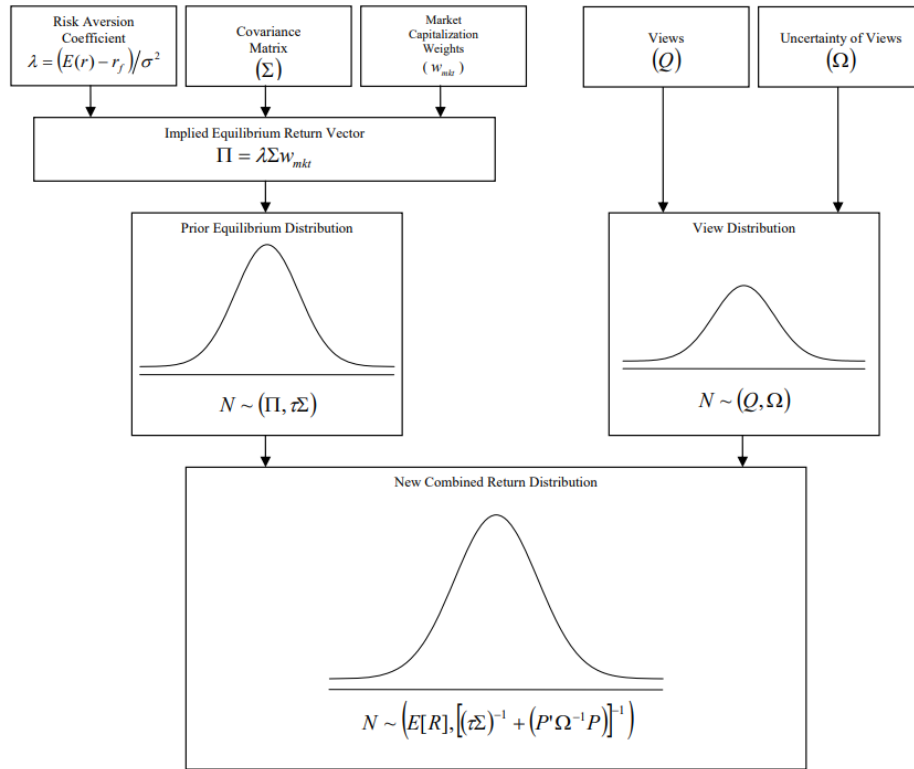 Risk Aversion
Coefficient
λ = (E(r) − r_f)/σ²
Covariance
Matrix
(Σ)
Market
Capitalization
Weights
( w_mkt )
Views
(Q)
Uncertainty of Views
(Ω)
Implied Equilibrium Return Vector
Π = λΣw_mkt
Prior Equilibrium Distribution
N ~ (Π, τΣ)
View Distribution
N ~ (Q, Ω)
New Combined Return Distribution
N ~ (E[R], [(τΣ)⁻¹ + (P'Ω⁻¹P)]⁻¹)